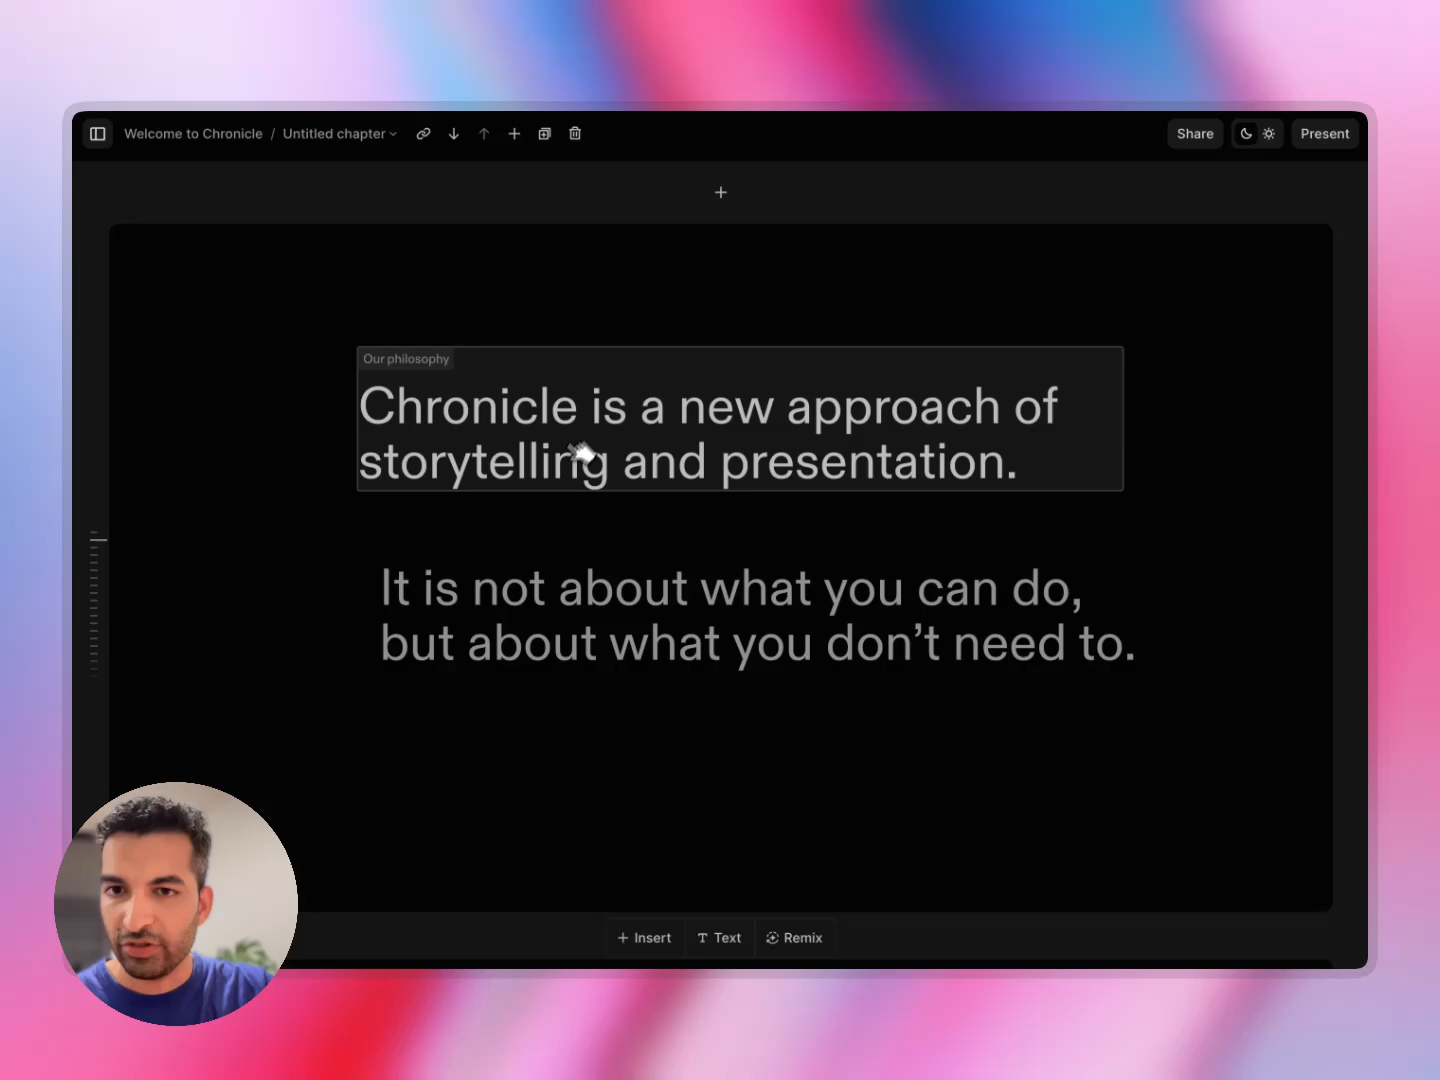 Welcome to Chronicle / Untitled chapter
Share
Present
Our philosophy
Chronicle is a new approach of
storytelling and presentation.
It is not about what you can do,
but about what you don’t need to.
Insert
Text
Remix